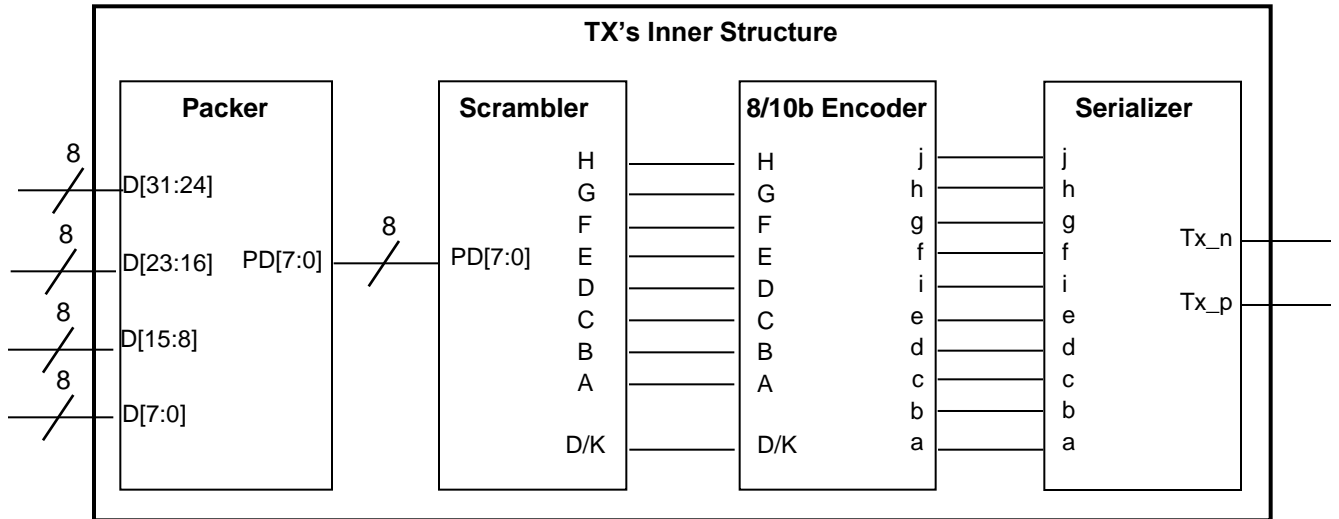 TX’s Inner Structure
Packer
8
D[31:24]
8
D[23:16]
8
D[15:8]
8
D[7:0]
PD[7:0]
8
Scrambler
PD[7:0]
H
G
F
E
D
C
B
A
D/K
8/10b Encoder
H
G
F
E
D
C
B
A
D/K
j
h
g
f
i
e
d
c
b
a
Serializer
j
h
g
f
i
e
d
c
b
a
Tx_n
Tx_p